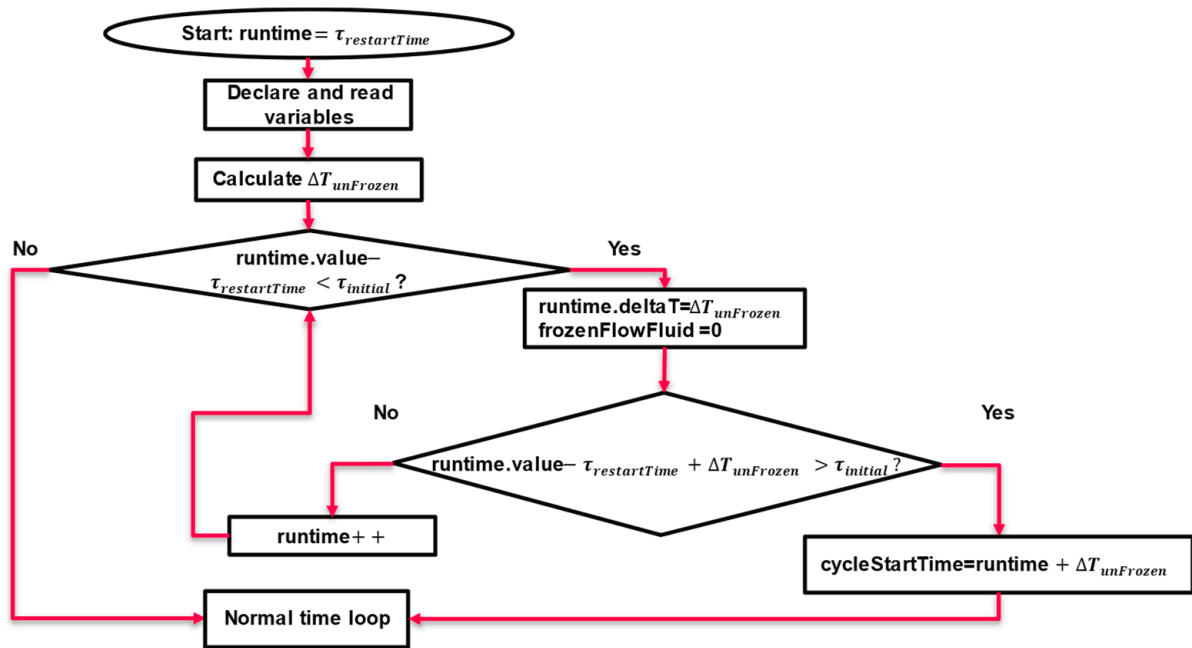 Start: runtime= τ_restartTime
Declare and read
variables
Calculate ΔT_unFrozen
No
Yes
runtime.value−
τ_restartTime < τ_initial ?
runtime.deltaT=ΔT_unFrozen
frozenFlowFluid =0
No
Yes
runtime.value− τ_restartTime + ΔT_unFrozen > τ_initial ?
runtime+ +
cycleStartTime=runtime + ΔT_unFrozen
Normal time loop